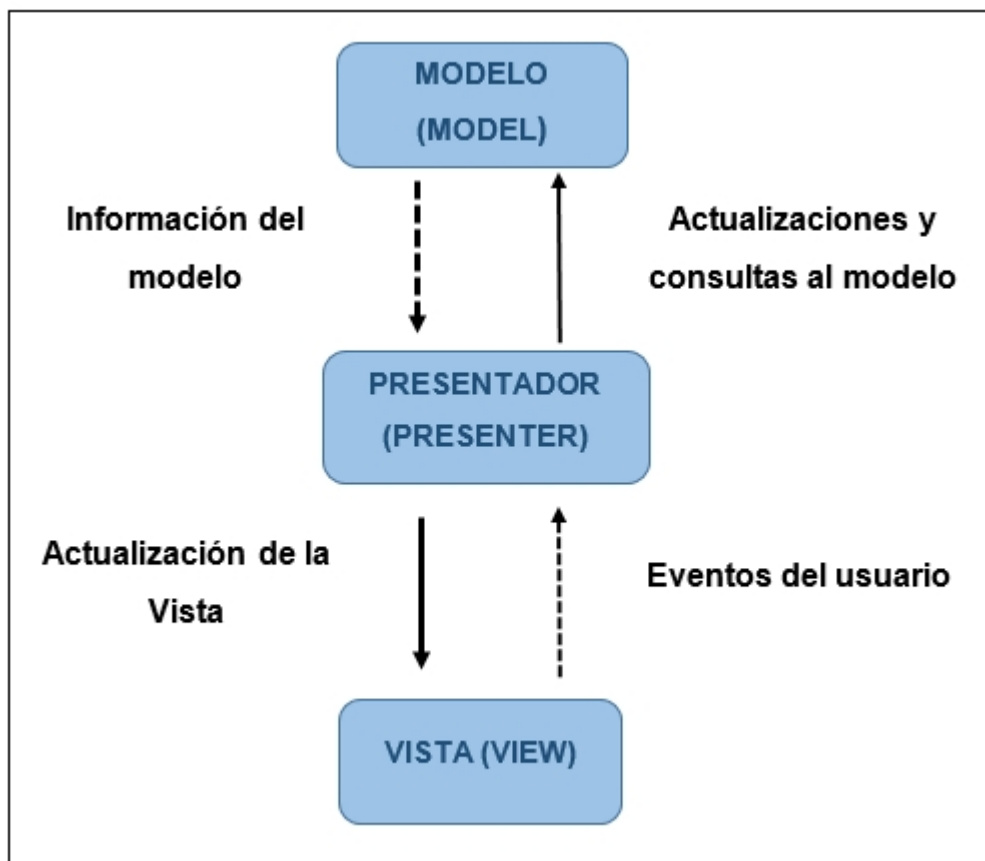 MODELO
(MODEL)
Información del
modelo
Actualizaciones y
consultas al modelo
PRESENTADOR
(PRESENTER)
Actualización de la
Vista
Eventos del usuario
VISTA (VIEW)